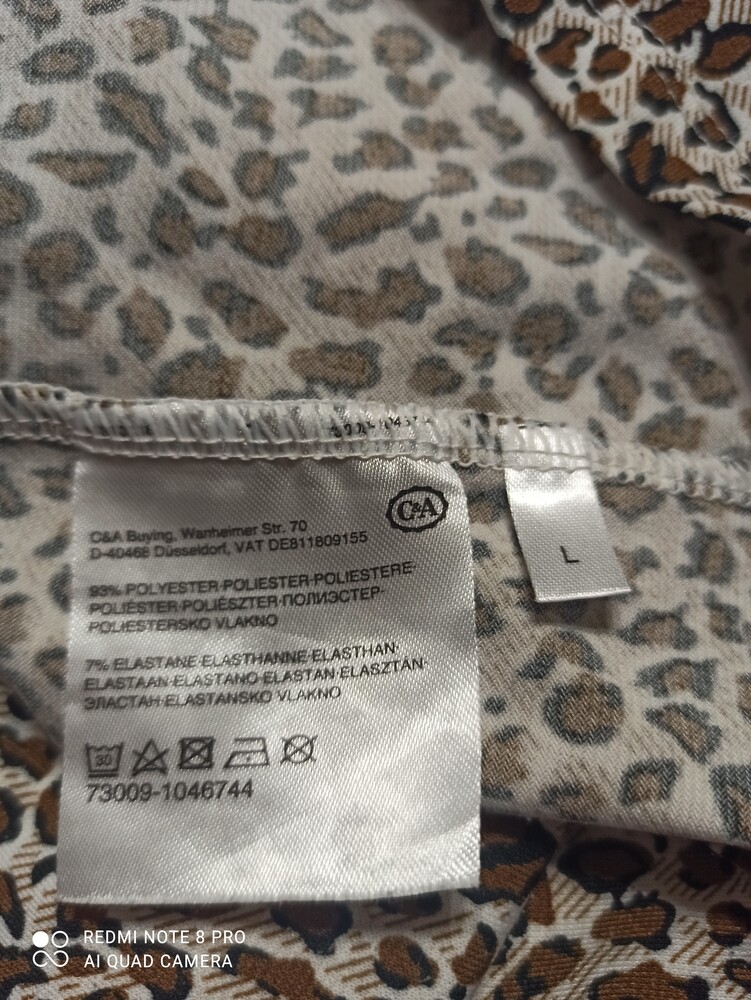 C&A
C&A Buying, Wanheimer Str. 70
D-40468 Düsseldorf, VAT DE811809155
93% POLYESTER·POLIESTER·POLIESTERE·
POLIÉSTER·POLIÉSZTER·ПОЛИЭСТЕР·
POLIESTERSKO VLAKNO
7% ELASTANE·ELASTHANNE·ELASTHAN·
ELASTAAN·ELASTANO·ELASTAN·ELASZTÁN·
ЭЛАСТАН·ELASTANSKO VLAKNO
30
73009-1046744
L
REDMI NOTE 8 PRO
AI QUAD CAMERA